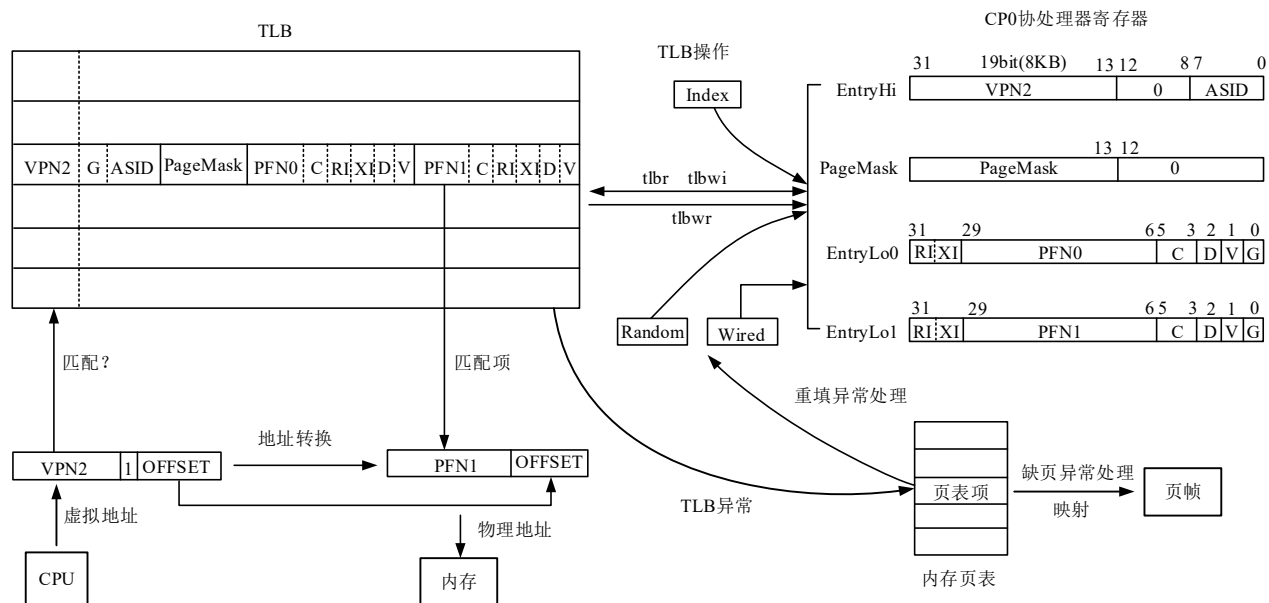 CP0协处理器寄存器
TLB
TLB操作
31 19bit(8KB) 13 12 8 7 0
Index
EntryHi VPN2 0 ASID
13 12
VPN2 G ASID PageMask PFN0 C RI XI D V PFN1 C RI XI D V
PageMask PageMask 0
tlbr tlbwi
tlbwr
31 29 6 5 3 2 1 0
EntryLo0 RI XI PFN0 C D V G
31 29 6 5 3 2 1 0
Random Wired
EntryLo1 RI XI PFN1 C D V G
匹配?
匹配项
重填异常处理
地址转换
VPN2 1 OFFSET
PFN1 OFFSET
缺页异常处理
页表项
页帧
TLB异常
映射
虚拟地址
物理地址
CPU
内存
内存页表